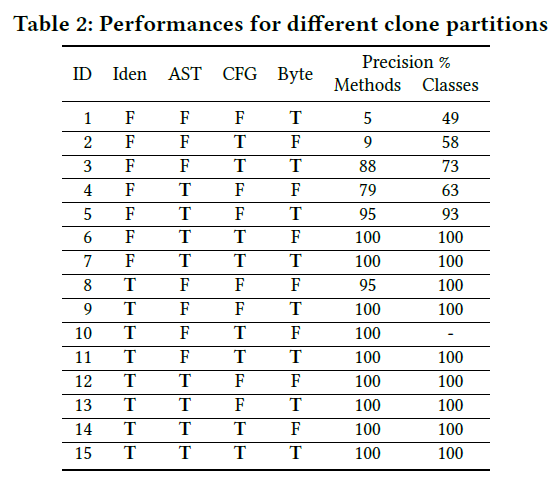 Table 2: Performances for different clone partitions
ID Iden AST CFG Byte Precision %
Methods Classes
1 F F F T 5 49
2 F F T F 9 58
3 F F T T 88 73
4 F T F F 79 63
5 F T F T 95 93
6 F T T F 100 100
7 F T T T 100 100
8 T F F F 95 100
9 T F F T 100 100
10 T F T F 100 -
11 T F T T 100 100
12 T T F F 100 100
13 T T F T 100 100
14 T T T F 100 100
15 T T T T 100 100